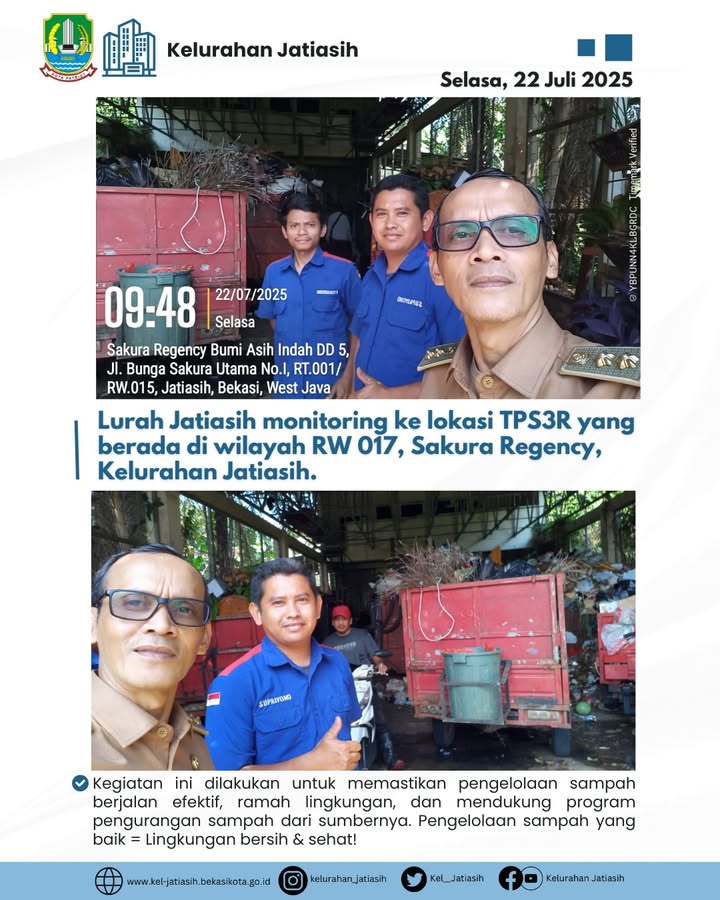 KOTA PATRIOT
Kelurahan Jatiasih
Selasa, 22 Juli 2025
@ YBPUNN4KLBGRDC Timemark Verified
09:48
22/07/2025
Selasa
Sakura Regency Bumi Asih Indah DD 5,
Jl. Bunga Sakura Utama No.I, RT.001/
RW.015, Jatiasih, Bekasi, West Java
Lurah Jatiasih monitoring ke lokasi TPS3R yang
berada di wilayah RW 017, Sakura Regency,
Kelurahan Jatiasih.
SUPRIYONO
Kegiatan ini dilakukan untuk memastikan pengelolaan sampah
berjalan efektif, ramah lingkungan, dan mendukung program
pengurangan sampah dari sumbernya. Pengelolaan sampah yang
baik = Lingkungan bersih & sehat!
www.kel-jatiasih.bekasikota.go.id
kelurahan_jatiasih
Kel__Jatiasih
Kelurahan Jatiasih